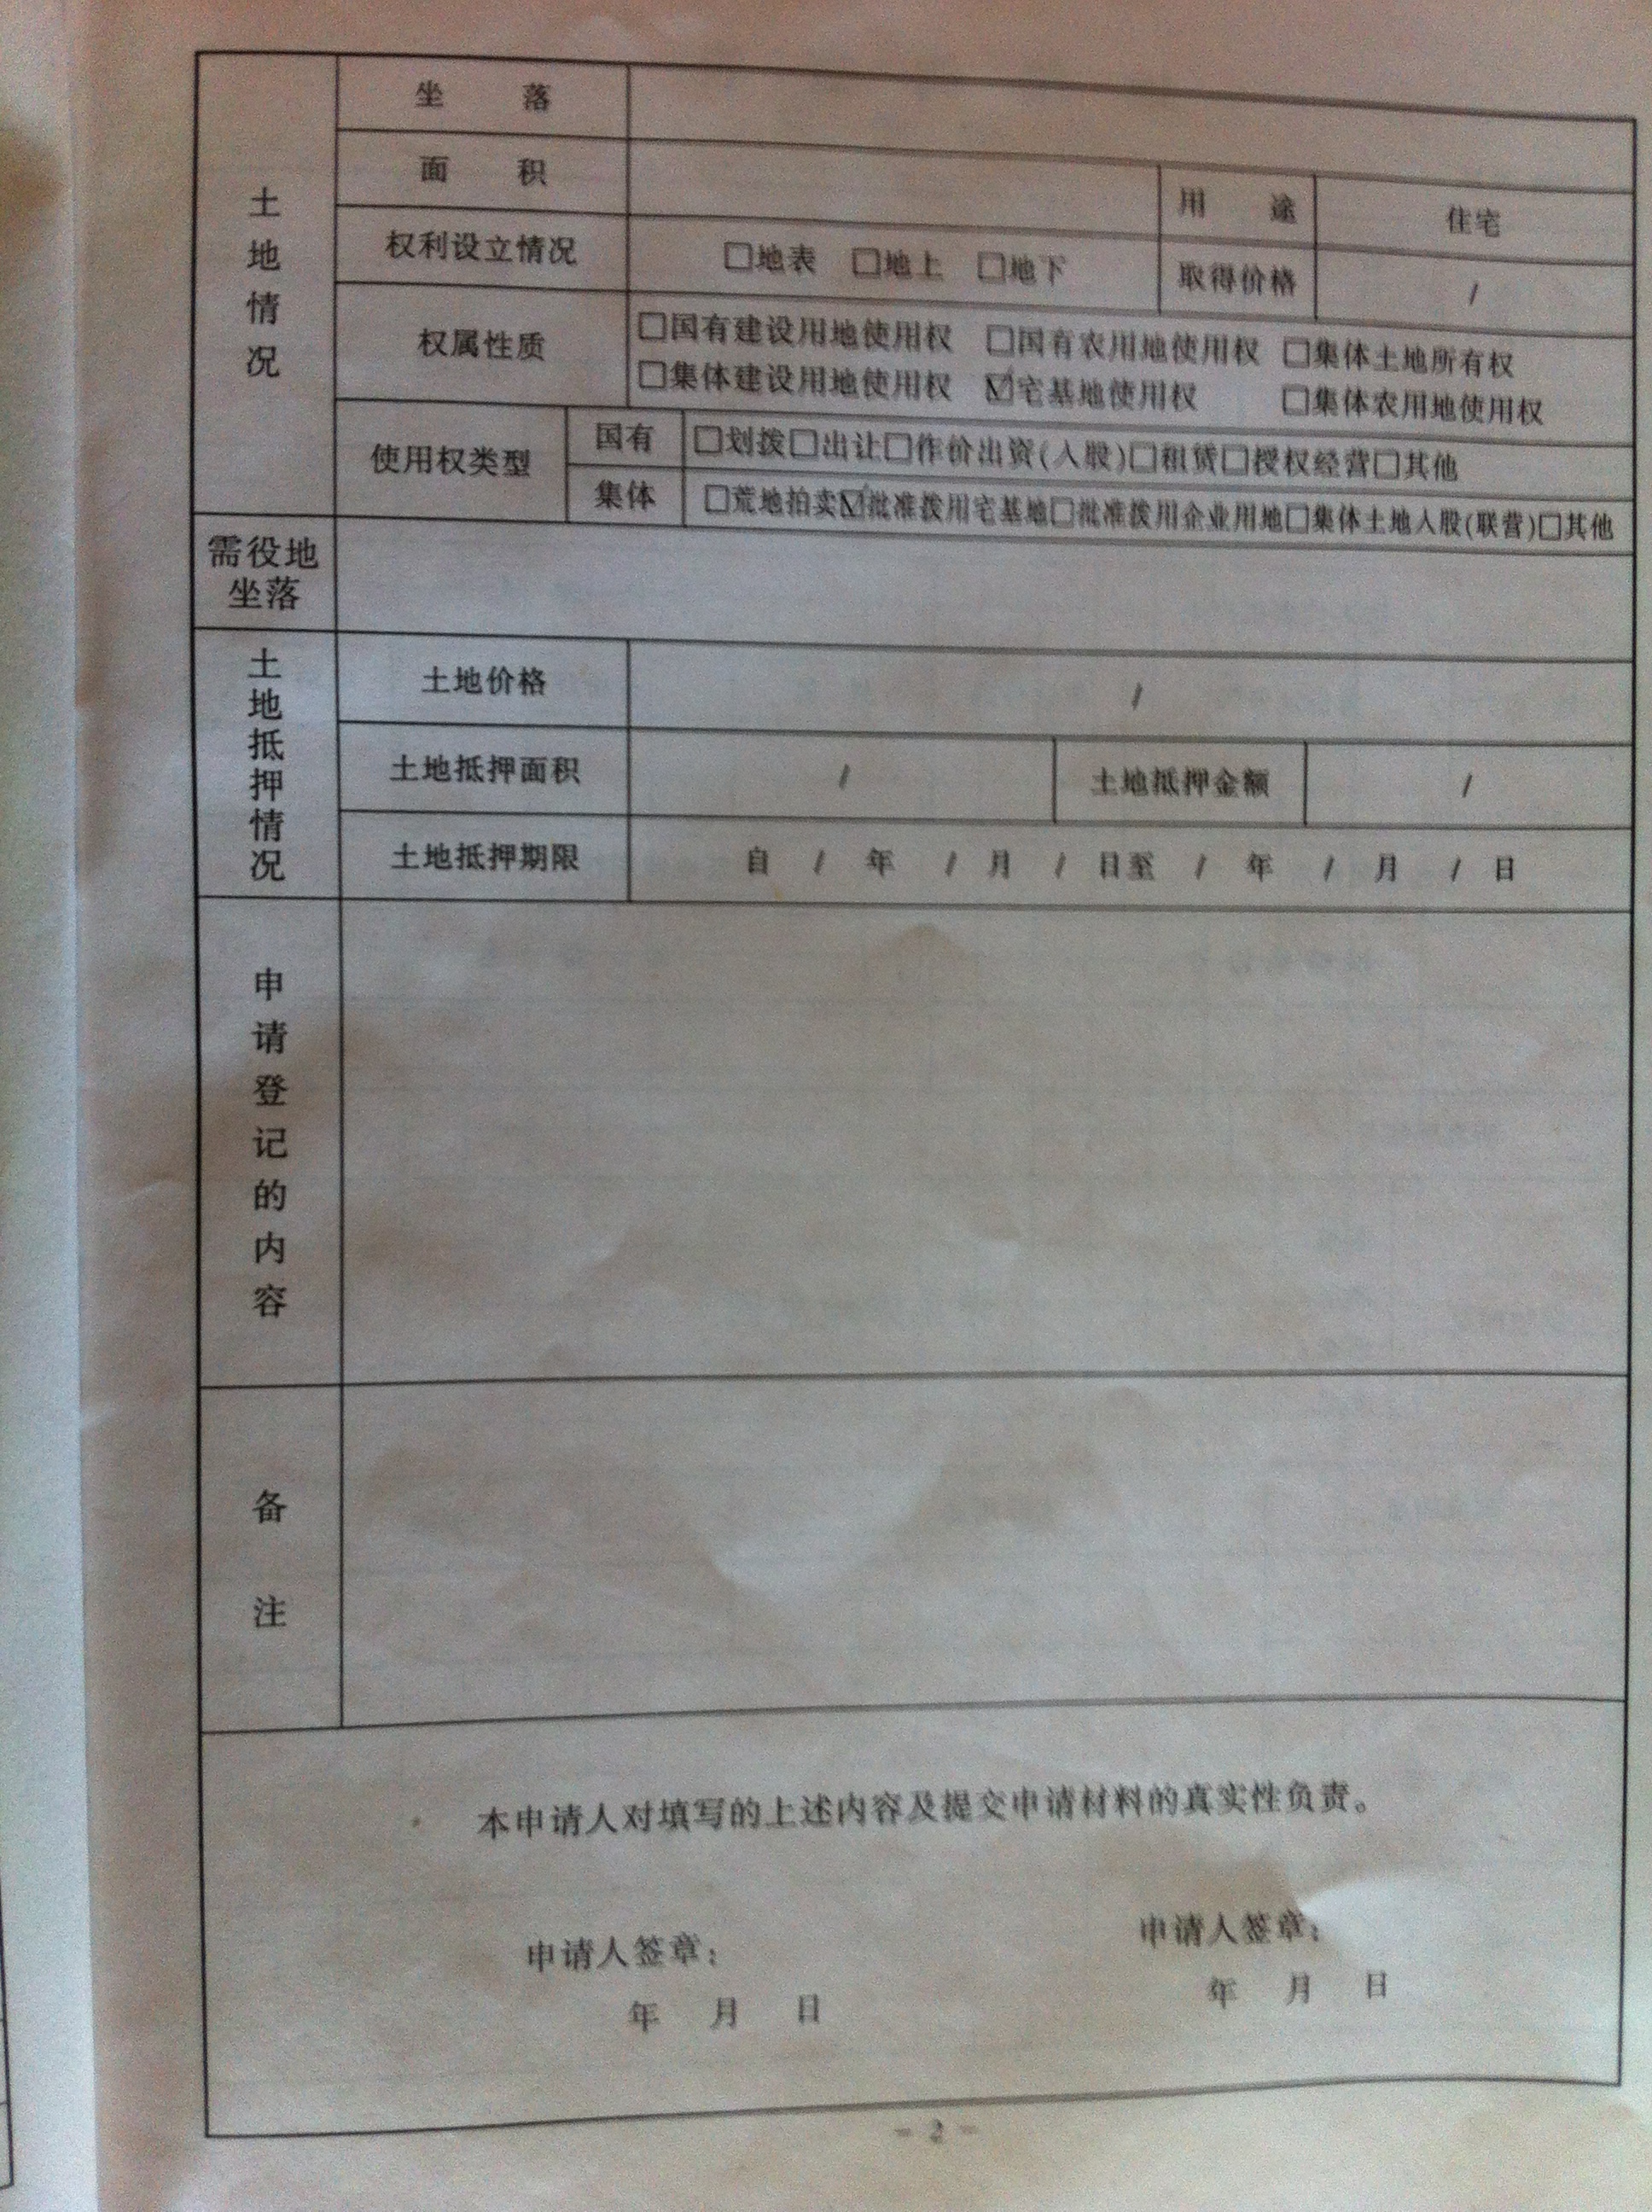 土地情况
坐 落
面 积
用 途 住宅
权利设立情况 □地表 □地上 □地下 取得价格 /
权属性质
□国有建设用地使用权 □国有农用地使用权 □集体土地所有权
□集体建设用地使用权 ☑宅基地使用权 □集体农用地使用权
使用权类型
国有 □划拨□出让□作价出资(入股)□租赁□授权经营□其他
集体 □荒地拍卖☑批准拨用宅基地□批准拨用企业用地□集体土地入股(联营)□其他
需役地
坐落
土地抵押情况
土地价格 /
土地抵押面积 / 土地抵押金额 /
土地抵押期限 自 / 年 / 月 / 日至 / 年 / 月 / 日
申请登记的内容
备注
本申请人对填写的上述内容及提交申请材料的真实性负责。
申请人签章： 申请人签章：
年 月 日 年 月 日
- 2 -